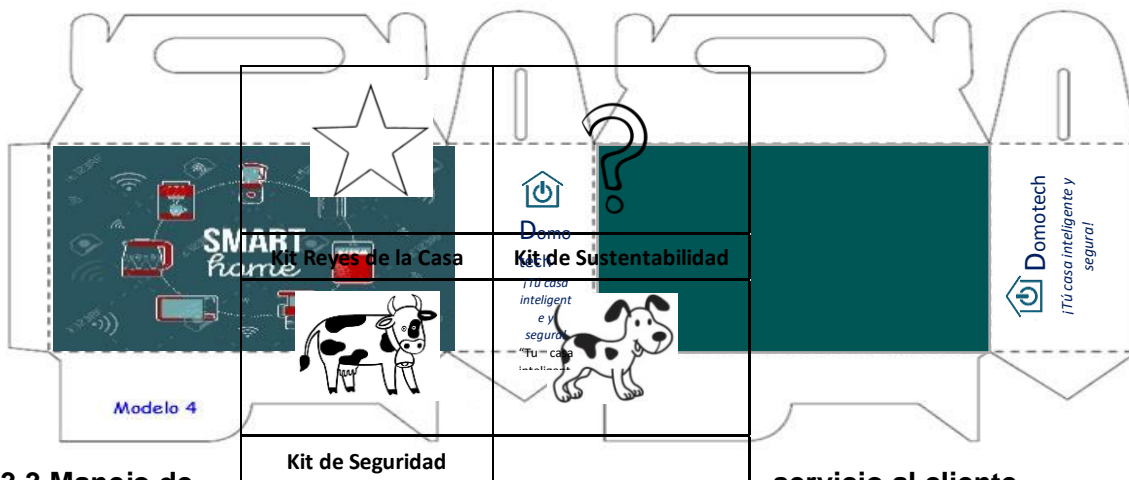 SMART
home
Kit Reyes de la Casa
Kit de Sustentabilidad
Domo
tech
¡Tú casa
inteligent
e y
segura!
“Tu casa
Domotech
¡Tú casa inteligente y
segura!
Modelo 4
Kit de Seguridad
3.3 Manejo de
servicio al cliente